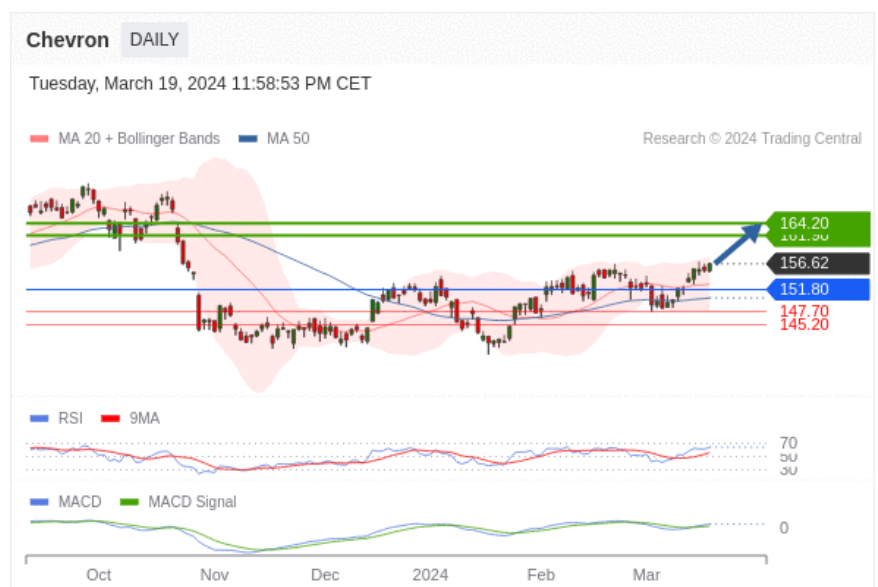 Chevron DAILY
Tuesday, March 19, 2024 11:58:53 PM CET
MA 20 + Bollinger Bands MA 50 Research © 2024 Trading Central
164.20
161.90
156.62
151.80
147.70
145.20
RSI 9MA
70
50
30
MACD MACD Signal
0
Oct Nov Dec 2024 Feb Mar